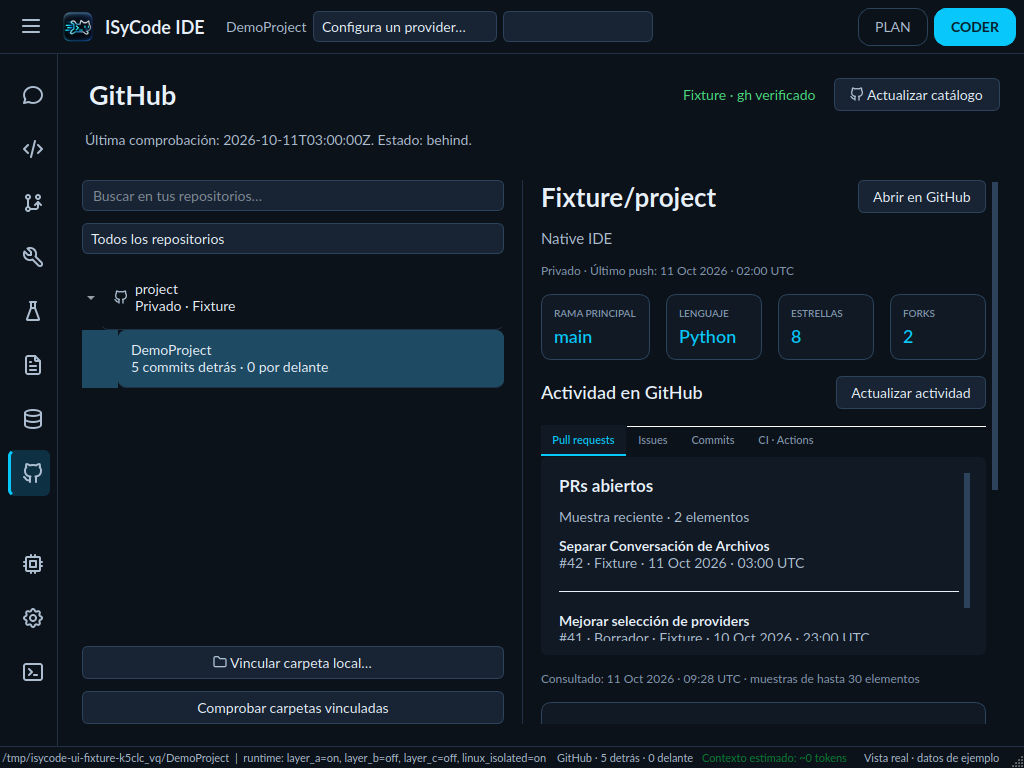 ISyCode IDE
DemoProject
Configura un provider...
PLAN
CODER
GitHub
Fixture · gh verificado
Actualizar catálogo
Última comprobación: 2026-10-11T03:00:00Z. Estado: behind.
Buscar en tus repositorios...
Todos los repositorios
project
Privado · Fixture
DemoProject
5 commits detrás · 0 por delante
Vincular carpeta local...
Comprobar carpetas vinculadas
Fixture/project
Abrir en GitHub
Native IDE
Privado · Último push: 11 Oct 2026 · 02:00 UTC
RAMA PRINCIPAL
main
LENGUAJE
Python
ESTRELLAS
8
FORKS
2
Actividad en GitHub
Actualizar actividad
Pull requests
Issues
Commits
CI · Actions
PRs abiertos
Muestra reciente · 2 elementos
Separar Conversación de Archivos
#42 · Fixture · 11 Oct 2026 · 03:00 UTC
Mejorar selección de providers
#41 · Borrador · Fixture · 10 Oct 2026 · 23:00 UTC
Consultado: 11 Oct 2026 · 09:28 UTC · muestras de hasta 30 elementos
/tmp/isycode-ui-fixture-k5clc_vq/DemoProject | runtime: layer_a=on, layer_b=off, layer_c=off, linux_isolated=on
GitHub · 5 detrás · 0 delante
Contexto estimado: ~0 tokens
Vista real · datos de ejemplo